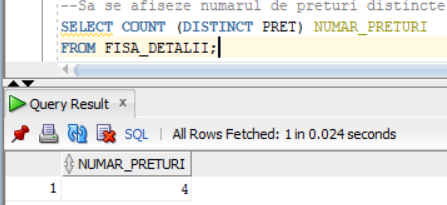 --Sa se afiseze numarul de preturi distincte
SELECT COUNT (DISTINCT PRET) NUMAR_PRETURI
FROM FISA_DETALII;
Query Result x
SQL | All Rows Fetched: 1 in 0.024 seconds
NUMAR_PRETURI
1 4